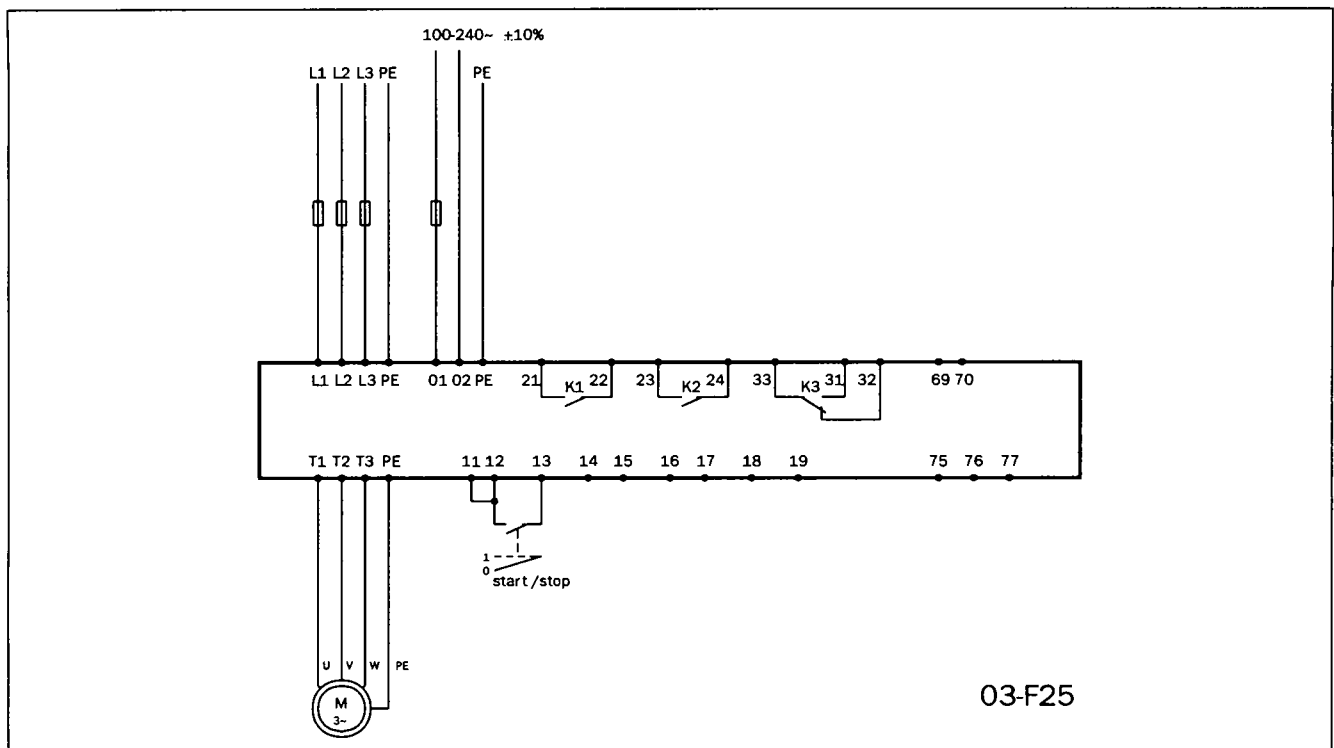 100-240~ ±10%
L1 L2 L3 PE PE
L1 L2 L3 PE 01 02 PE 21 K1 22 23 K2 24 33 K3 31 32 69 70
T1 T2 T3 PE 11 12 13 14 15 16 17 18 19 75 76 77
1
0
start/stop
U V W PE
M
3~
03-F25